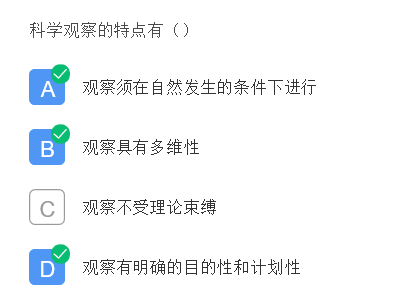 科学观察的特点有（）
A 观察须在自然发生的条件下进行
B 观察具有多维性
C 观察不受理论束缚
D 观察有明确的目的性和计划性